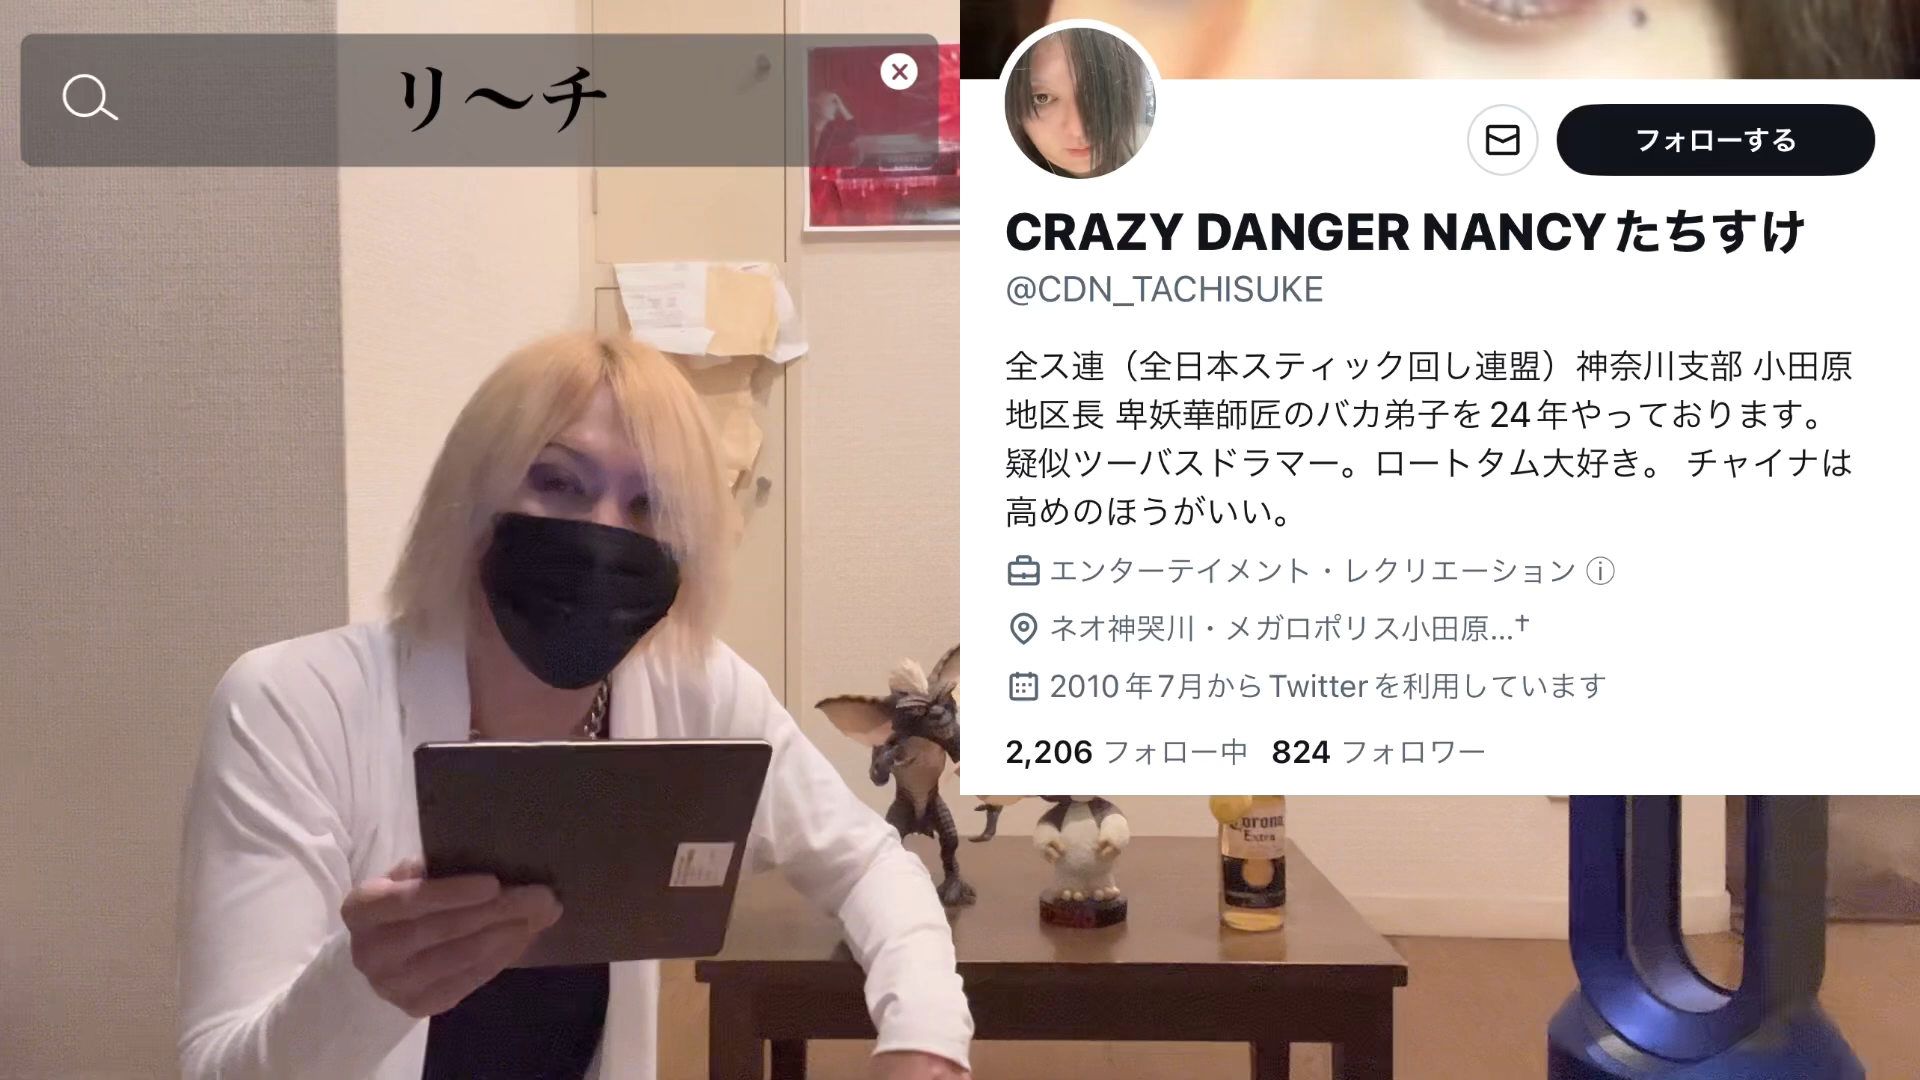 リ〜チ
フォローする
CRAZY DANGER NANCYたちすけ
@CDN_TACHISUKE
全ス連（全日本スティック回し連盟）神奈川支部 小田原
地区長 卑妖華師匠のバカ弟子を24年やっております。
疑似ツーバスドラマー。ロートタム大好き。 チャイナは
高めのほうがいい。
エンターテイメント・レクリエーション
ネオ神哭川・メガロポリス小田原...†
2010年7月からTwitterを利用しています
2,206 フォロー中 824 フォロワー
Corona
Extra